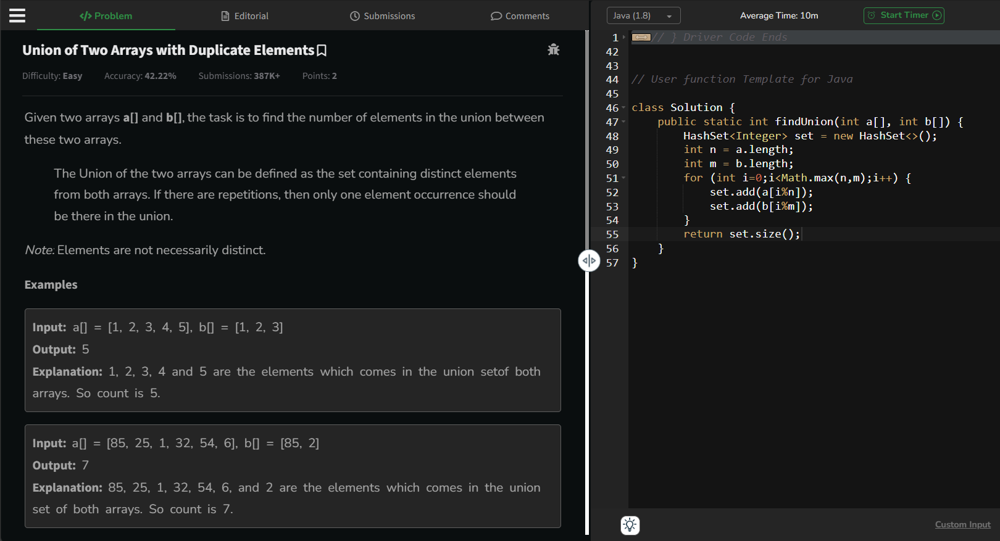 </> Problem
Editorial
Submissions
Comments
Java (1.8)
Average Time: 10m
Start Timer
Union of Two Arrays with Duplicate Elements
Difficulty: Easy Accuracy: 42.22% Submissions: 387K+ Points: 2
Given two arrays a[] and b[], the task is to find the number of elements in the union between
these two arrays.
The Union of the two arrays can be defined as the set containing distinct elements
from both arrays. If there are repetitions, then only one element occurrence should
be there in the union.
Note: Elements are not necessarily distinct.
Examples
Input: a[] = [1, 2, 3, 4, 5], b[] = [1, 2, 3]
Output: 5
Explanation: 1, 2, 3, 4 and 5 are the elements which comes in the union setof both
arrays. So count is 5.
Input: a[] = [85, 25, 1, 32, 54, 6], b[] = [85, 2]
Output: 7
Explanation: 85, 25, 1, 32, 54, 6, and 2 are the elements which comes in the union
set of both arrays. So count is 7.
1 // } Driver Code Ends
42
43
44 // User function Template for Java
45
46 class Solution {
47 public static int findUnion(int a[], int b[]) {
48 HashSet<Integer> set = new HashSet<>();
49 int n = a.length;
50 int m = b.length;
51 for (int i=0;i<Math.max(n,m);i++) {
52 set.add(a[i%n]);
53 set.add(b[i%m]);
54 }
55 return set.size();
56 }
57 }
Custom Input